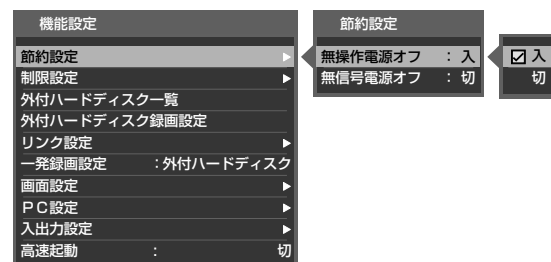 機能設定
節約設定
制限設定
外付ハードディスク一覧
外付ハードディスク録画設定
リンク設定
一発録画設定 :外付ハードディスク
画面設定
ＰＣ設定
入出力設定
高速起動 : 切
節約設定
無操作電源オフ : 入
無信号電源オフ : 切
入
切